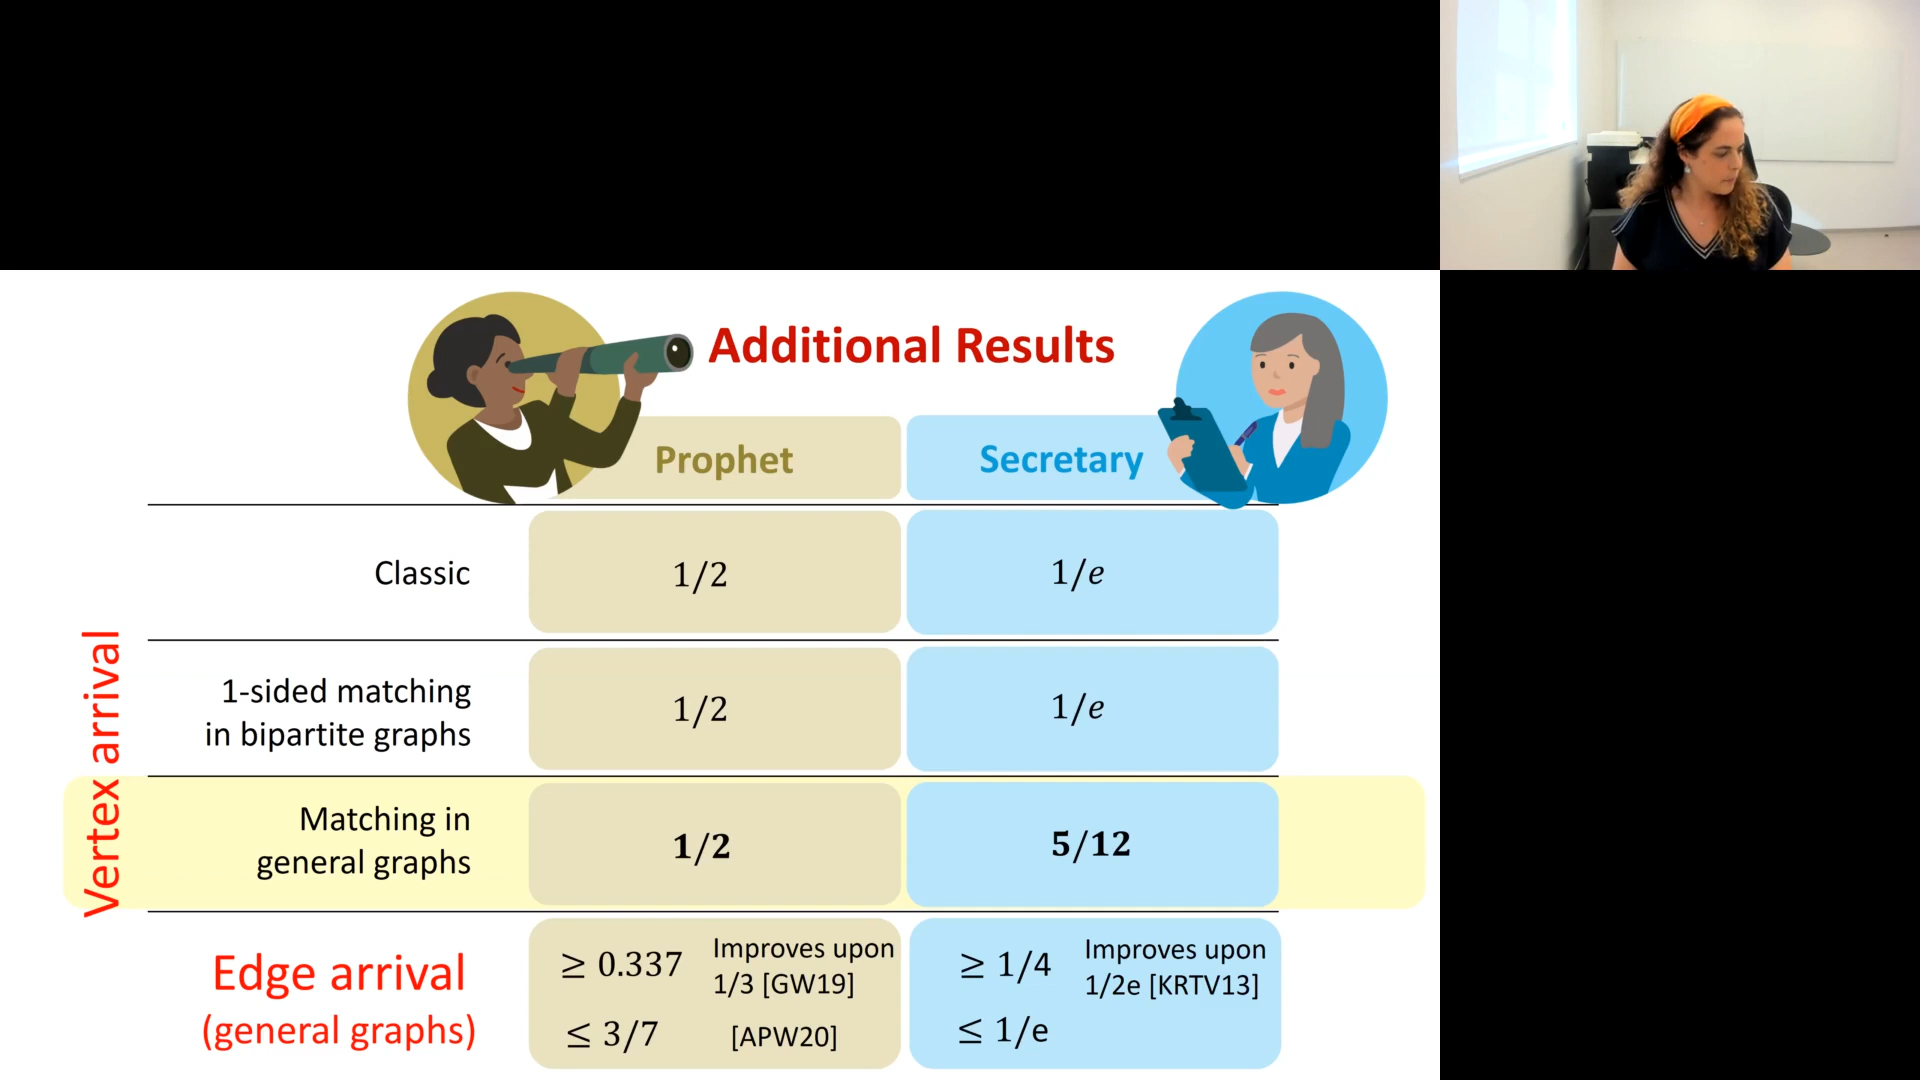 Additional Results
Prophet
Secretary
Classic
1/2
1/e
1-sided matching
in bipartite graphs
1/2
1/e
Vertex arrival
Matching in
general graphs
1/2
5/12
Edge arrival
(general graphs)
≥ 0.337
Improves upon
1/3 [GW19]
≤ 3/7
[APW20]
≥ 1/4
Improves upon
1/2e [KRTV13]
≤ 1/e